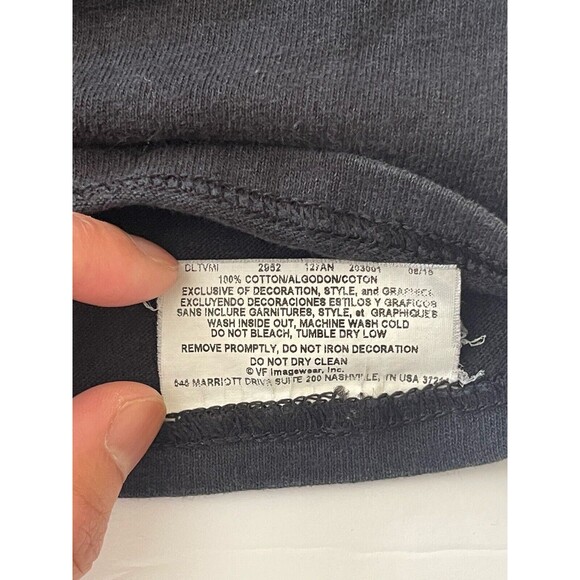 DLTVMI 2962 127AN 203001 08/15
100% COTTON/ALGODON/COTON
EXCLUSIVE OF DECORATION, STYLE, and GRAPHICS
EXCLUYENDO DECORACIONES ESTILOS Y GRAFICOS
SANS INCLURE GARNITURES, STYLE, et GRAPHIQUES
WASH INSIDE OUT, MACHINE WASH COLD
DO NOT BLEACH, TUMBLE DRY LOW
REMOVE PROMPTLY, DO NOT IRON DECORATION
DO NOT DRY CLEAN
© VF Imagewear, Inc.
545 MARRIOTT DRIVE SUITE 200 NASHVILLE, TN USA